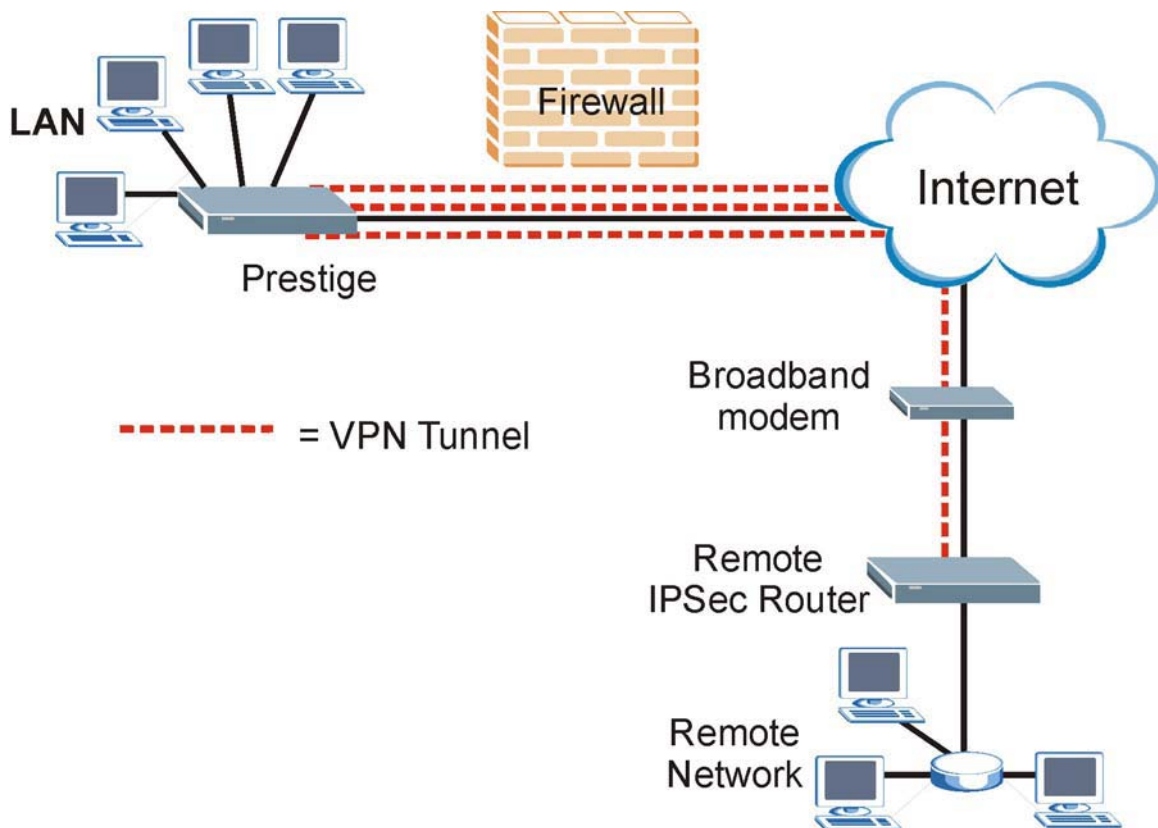 Firewall
LAN
Internet
Prestige
Broadband
modem
= VPN Tunnel
Remote
IPSec Router
Remote
Network